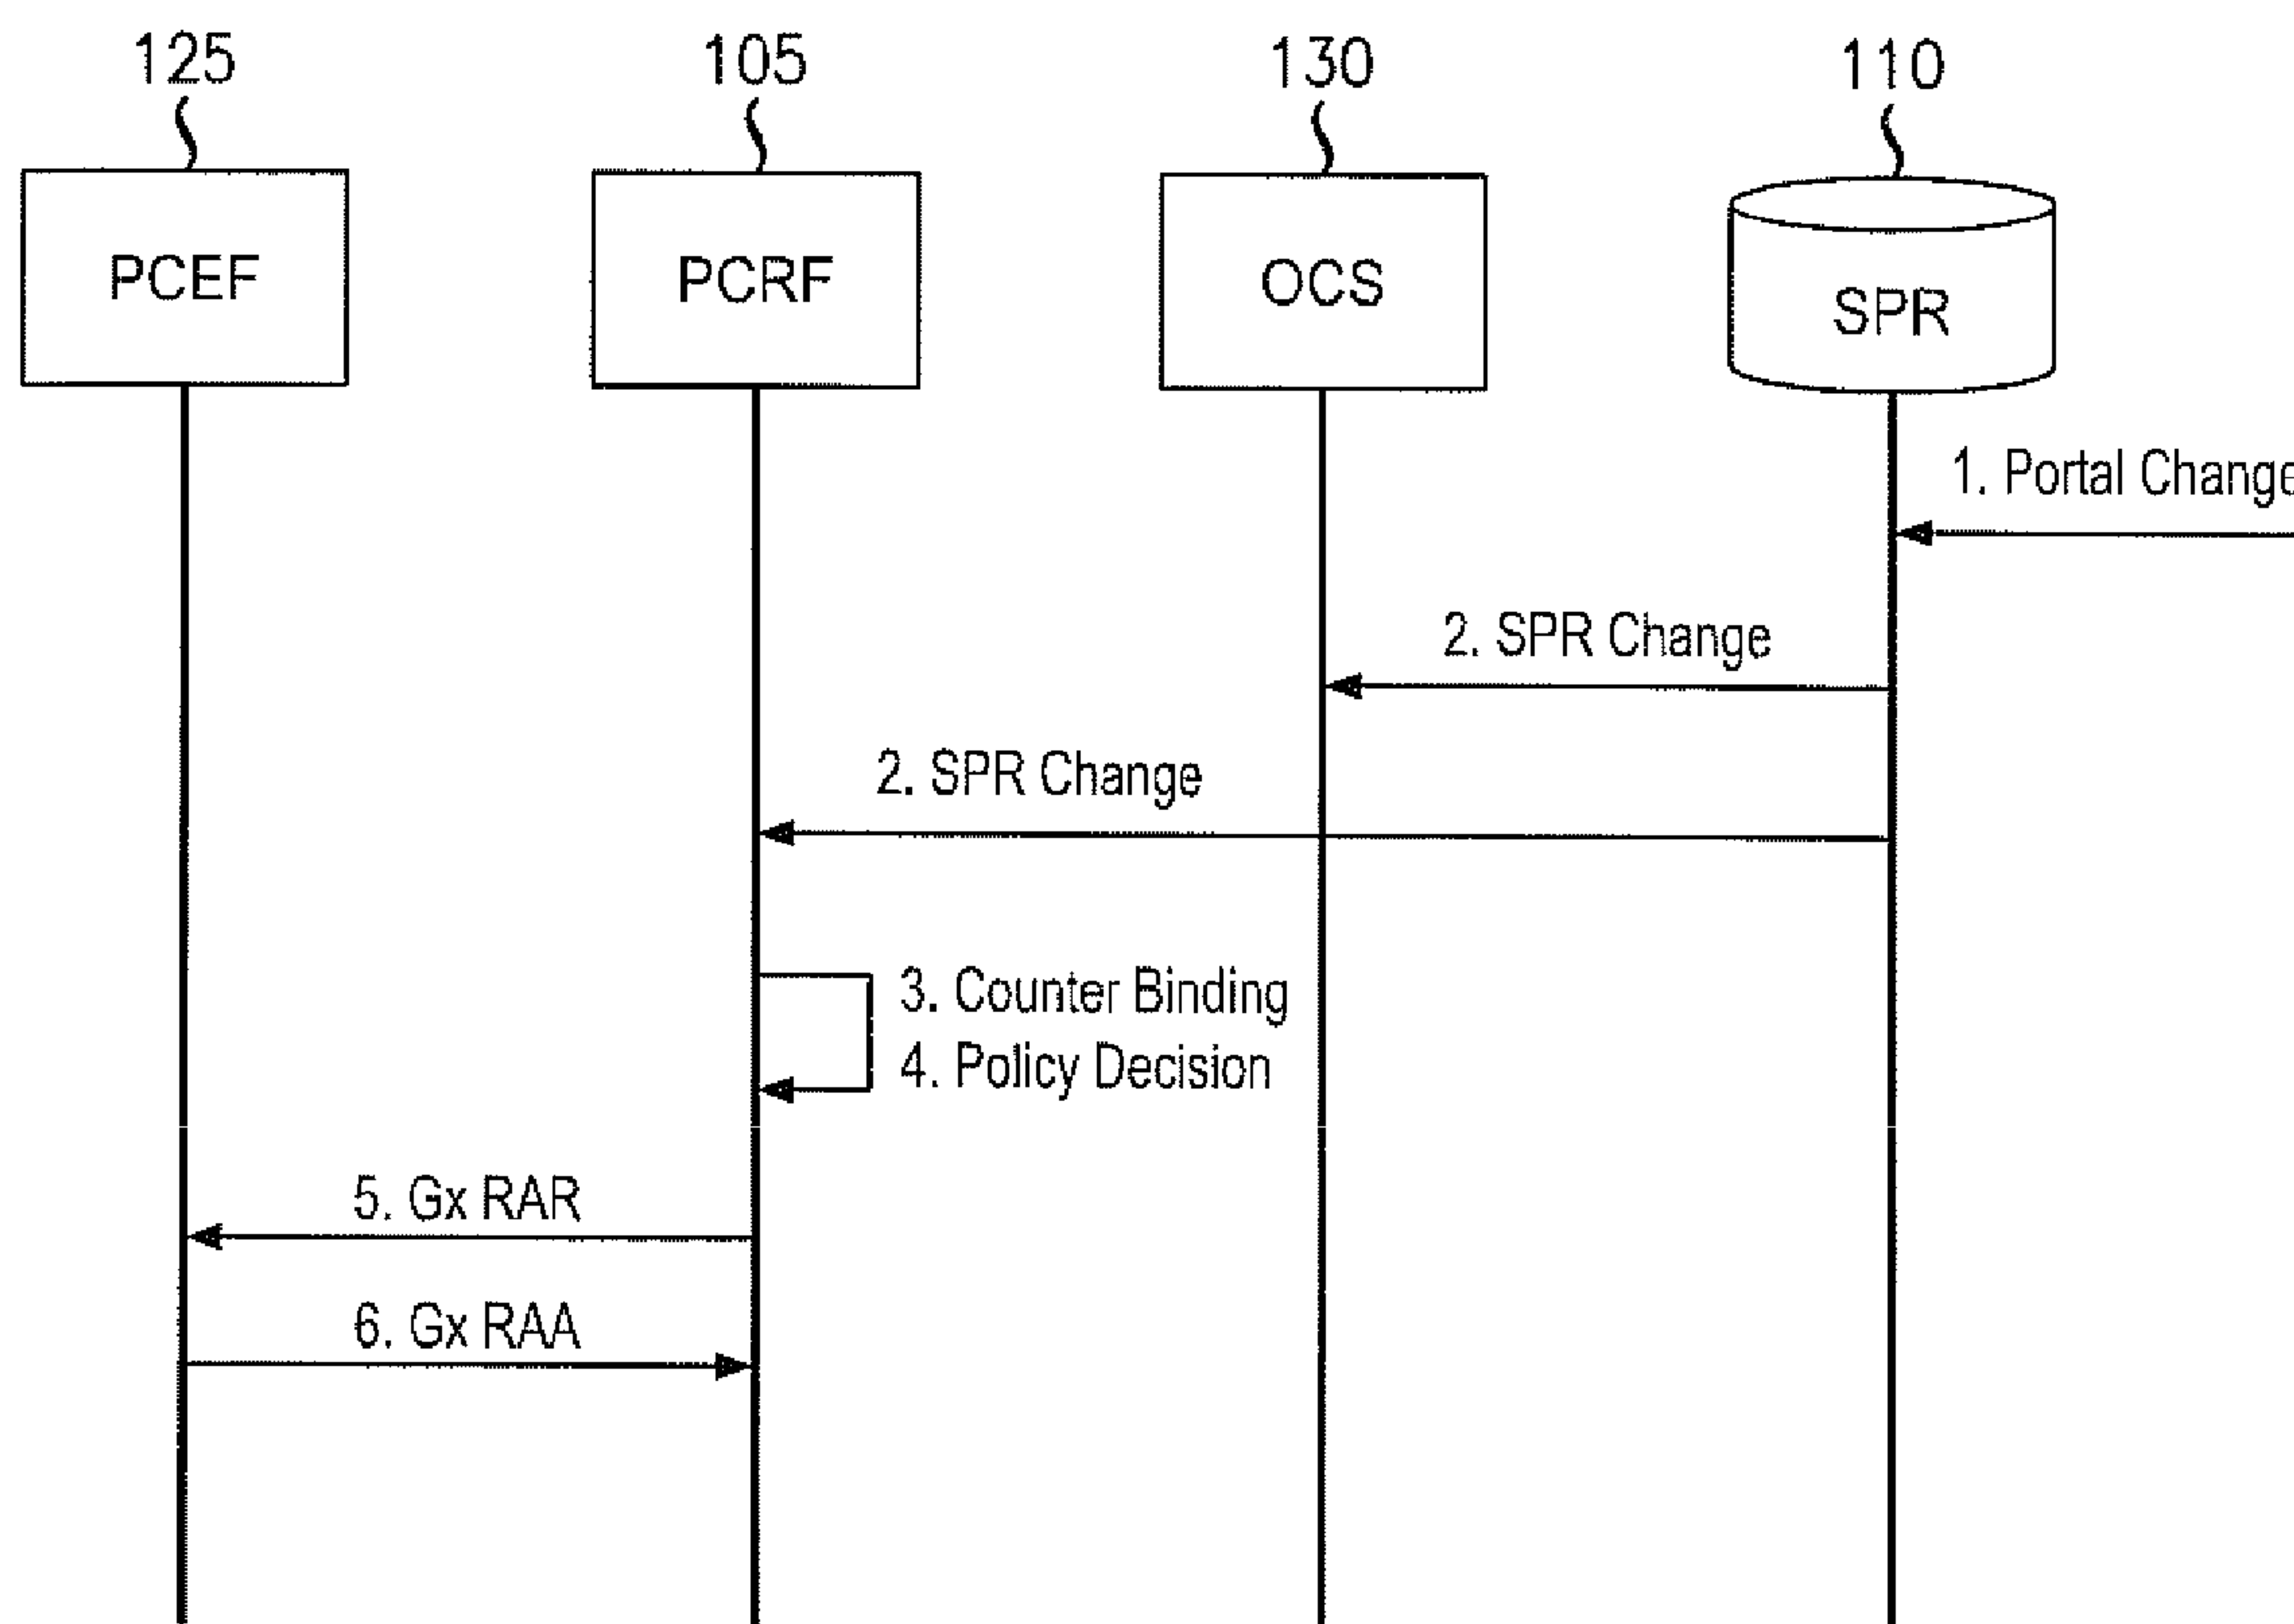 125
105
130
110
PCEF
PCRF
OCS
SPR
1. Portal Change
2. SPR Change
2. SPR Change
3. Counter Binding
4. Policy Decision
5. Gx RAR
6. Gx RAA